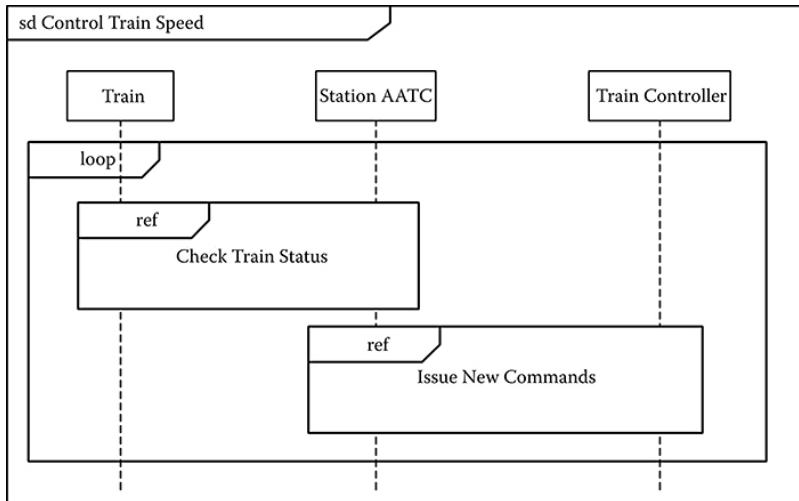 sd Control Train Speed
Train
Station AATC
Train Controller
loop
ref
Check Train Status
ref
Issue New Commands